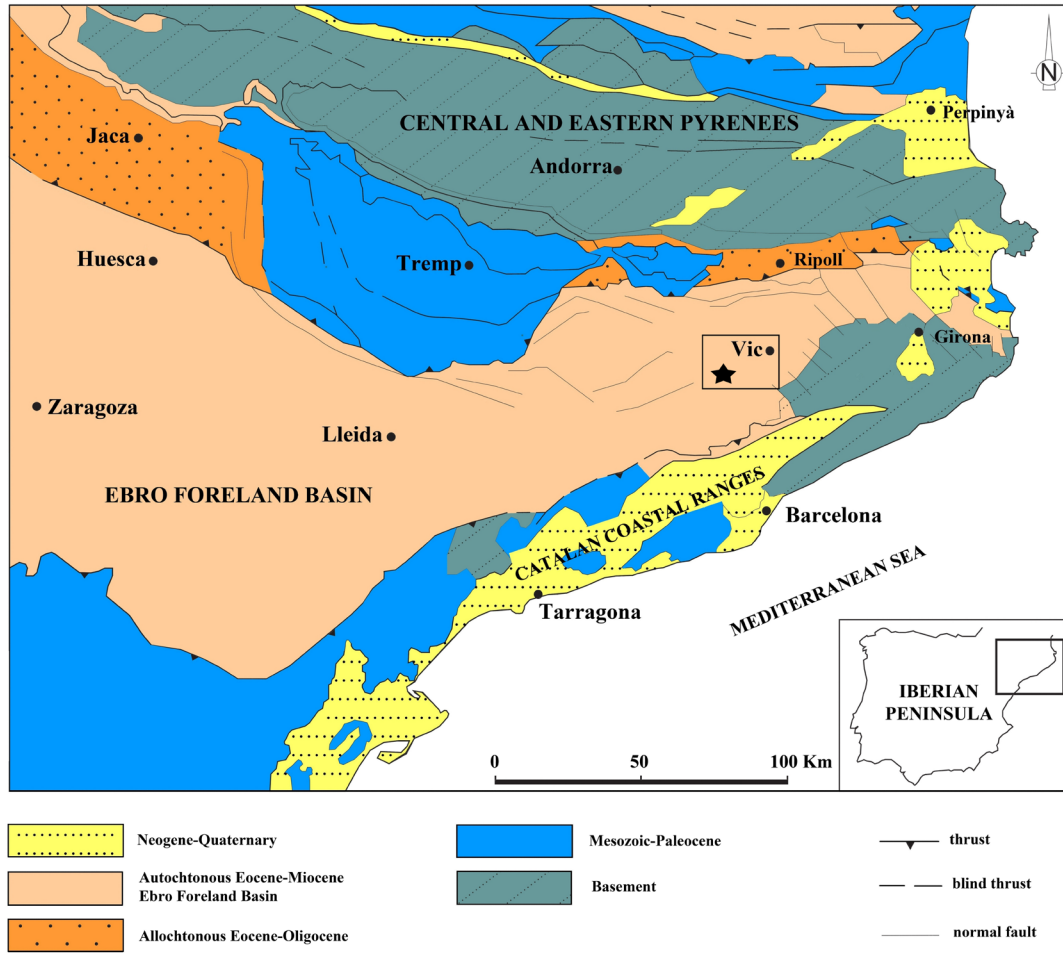 N
Perpinyà
CENTRAL AND EASTERN PYRENEES
Jaca
Andorra
Huesca
Tremp
Ripoll
Girona
Vic
Zaragoza
Lleida
EBRO FORELAND BASIN
Barcelona
CATALAN COASTAL RANGES
Tarragona
MEDITERRANEAN SEA
IBERIAN
PENINSULA
0 50 100 Km
Neogene-Quaternary
Mesozoic-Paleocene
thrust
Autochtonous Eocene-Miocene
Ebro Foreland Basin
Basement
blind thrust
Allochtonous Eocene-Oligocene
normal fault